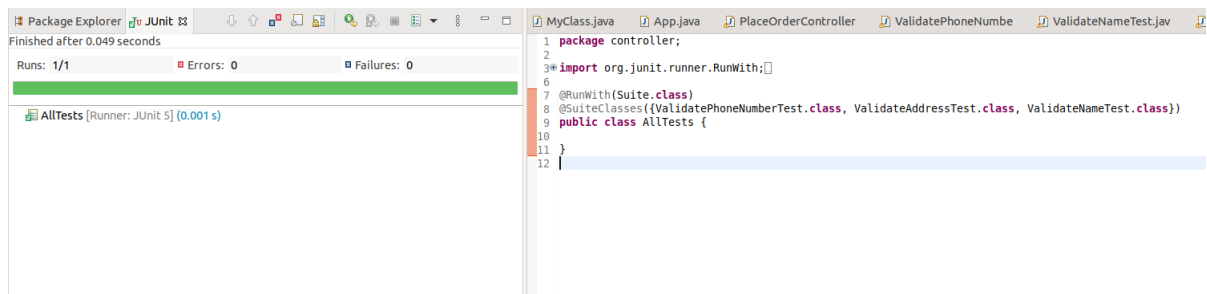 Package Explorer JUnit
Finished after 0.049 seconds
Runs: 1/1 Errors: 0 Failures: 0
AllTests [Runner: JUnit 5] (0.001 s)
MyClass.java App.java PlaceOrderController ValidatePhoneNumbe ValidateNameTest.jav
1 package controller;
2
3 import org.junit.runner.RunWith;
6
7 @RunWith(Suite.class)
8 @SuiteClasses({ValidatePhoneNumberTest.class, ValidateAddressTest.class, ValidateNameTest.class})
9 public class AllTests {
10
11 }
12